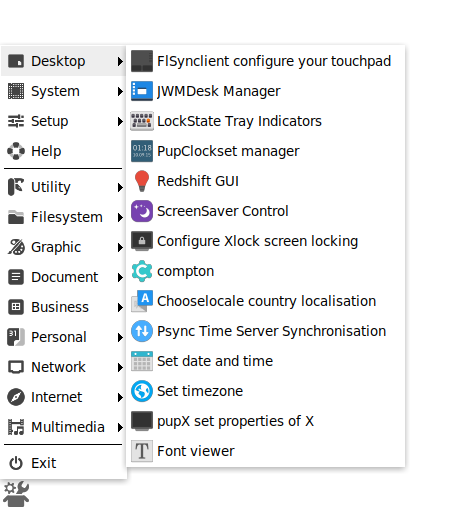 Desktop
System
Setup
Help
Utility
Filesystem
Graphic
Document
Business
Personal
Network
Internet
Multimedia
Exit
FlSynclient configure your touchpad
JWMDesk Manager
LockState Tray Indicators
PupClockset manager
Redshift GUI
ScreenSaver Control
Configure Xlock screen locking
compton
Chooselocale country localisation
Psync Time Server Synchronisation
Set date and time
Set timezone
pupX set properties of X
Font viewer